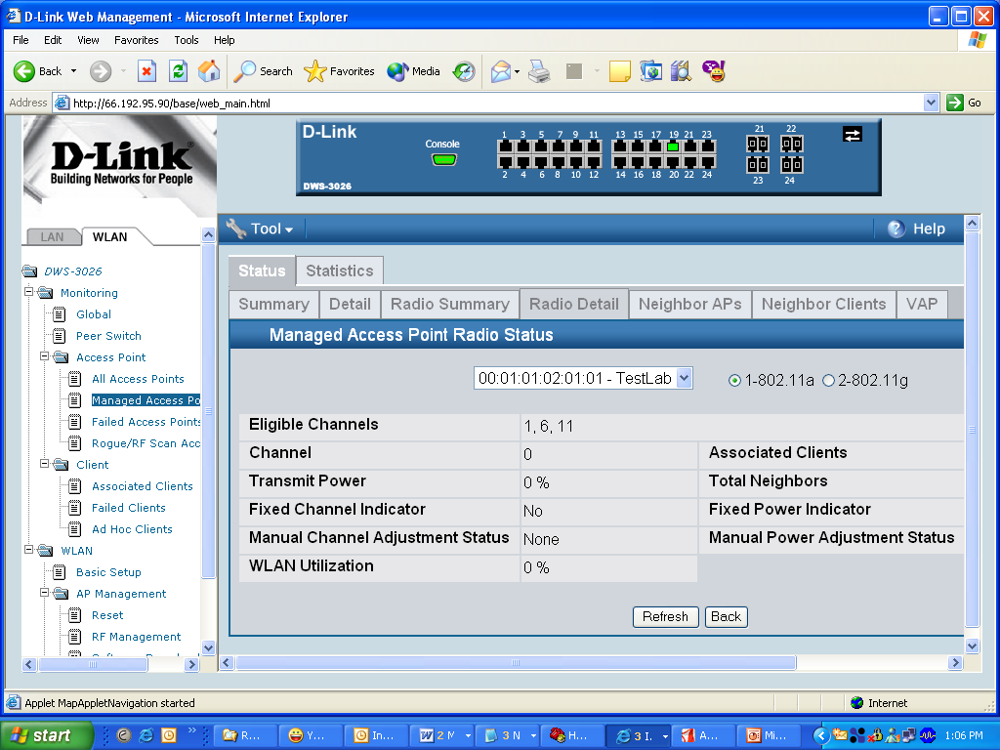 D-Link Web Management - Microsoft Internet Explorer
File Edit View Favorites Tools Help
Back Search Favorites Media
Address http://66.192.95.90/base/web_main.html Go
D-Link
Building Networks for People
D-Link
Console
1 3 5 7 9 11 13 15 17 19 21 23 21 22
2 4 6 8 10 12 14 16 18 20 22 24 23 24
DWS-3026
LAN WLAN
DWS-3026
Monitoring
Global
Peer Switch
Access Point
All Access Points
Managed Access Po
Failed Access Points
Rogue/RF Scan Acc
Client
Associated Clients
Failed Clients
Ad Hoc Clients
WLAN
Basic Setup
AP Management
Reset
RF Management
Tool Help
Status Statistics
Summary Detail Radio Summary Radio Detail Neighbor APs Neighbor Clients VAP
Managed Access Point Radio Status
00:01:01:02:01:01 - TestLab 1-802.11a 2-802.11g
Eligible Channels 1, 6, 11
Channel 0 Associated Clients
Transmit Power 0 % Total Neighbors
Fixed Channel Indicator No Fixed Power Indicator
Manual Channel Adjustment Status None Manual Power Adjustment Status
WLAN Utilization 0 %
Refresh Back
Applet MapAppletNavigation started Internet
start R... Y... In... 2 M 3 N H... 3 I. A... Mi... 1:06 PM